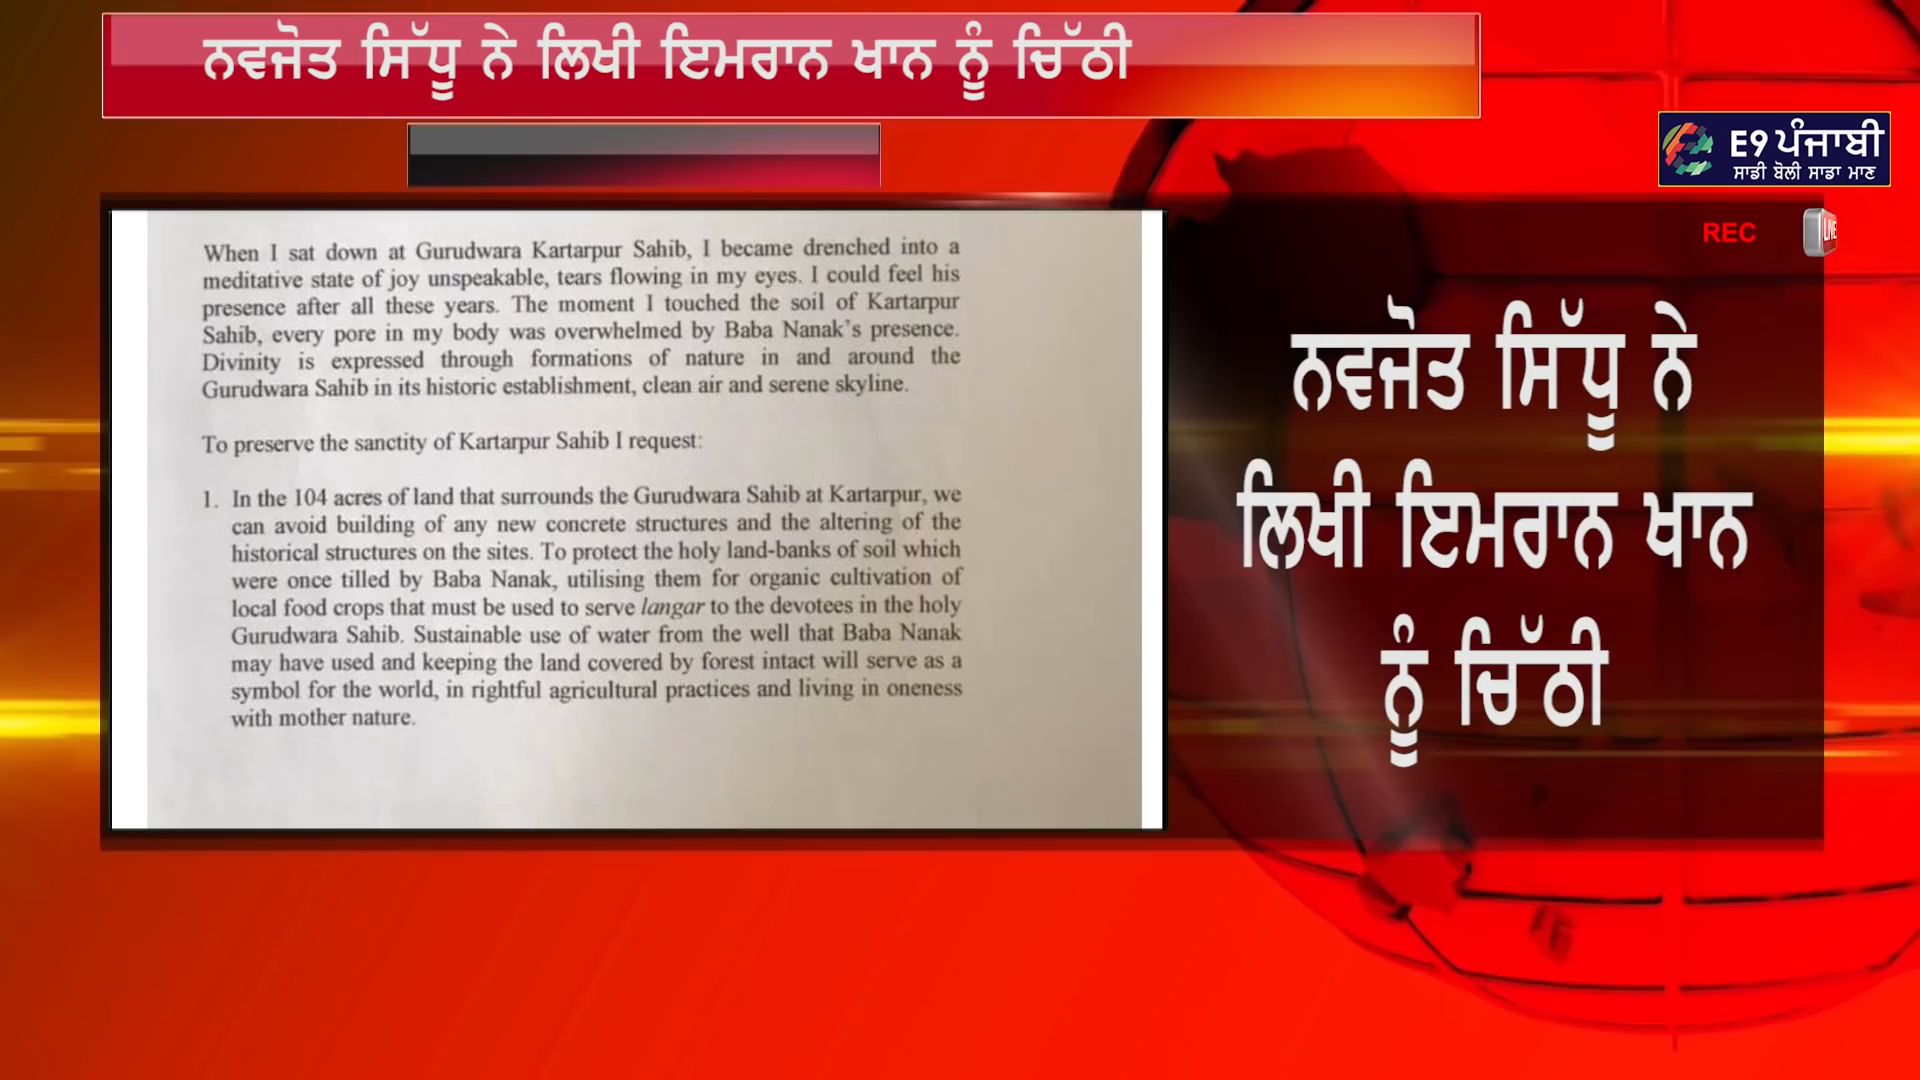 ਨਵਜੋਤ ਸਿੱਧੂ ਨੇ ਲਿਖੀ ਇਮਰਾਨ ਖਾਨ ਨੂੰ ਚਿੱਠੀ
E9 ਪੰਜਾਬੀ
ਸਾਡੀ ਬੋਲੀ ਸਾਡਾ ਮਾਣ
REC
LIVE
When I sat down at Gurudwara Kartarpur Sahib, I became drenched into a
meditative state of joy unspeakable, tears flowing in my eyes. I could feel his
presence after all these years. The moment I touched the soil of Kartarpur
Sahib, every pore in my body was overwhelmed by Baba Nanak's presence.
Divinity is expressed through formations of nature in and around the
Gurudwara Sahib in its historic establishment, clean air and serene skyline.
To preserve the sanctity of Kartarpur Sahib I request:
1. In the 104 acres of land that surrounds the Gurudwara Sahib at Kartarpur, we
can avoid building of any new concrete structures and the altering of the
historical structures on the sites. To protect the holy land-banks of soil which
were once tilled by Baba Nanak, utilising them for organic cultivation of
local food crops that must be used to serve langar to the devotees in the holy
Gurudwara Sahib. Sustainable use of water from the well that Baba Nanak
may have used and keeping the land covered by forest intact will serve as a
symbol for the world, in rightful agricultural practices and living in oneness
with mother nature.
ਨਵਜੋਤ ਸਿੱਧੂ ਨੇ
ਲਿਖੀ ਇਮਰਾਨ ਖਾਨ
ਨੂੰ ਚਿੱਠੀ